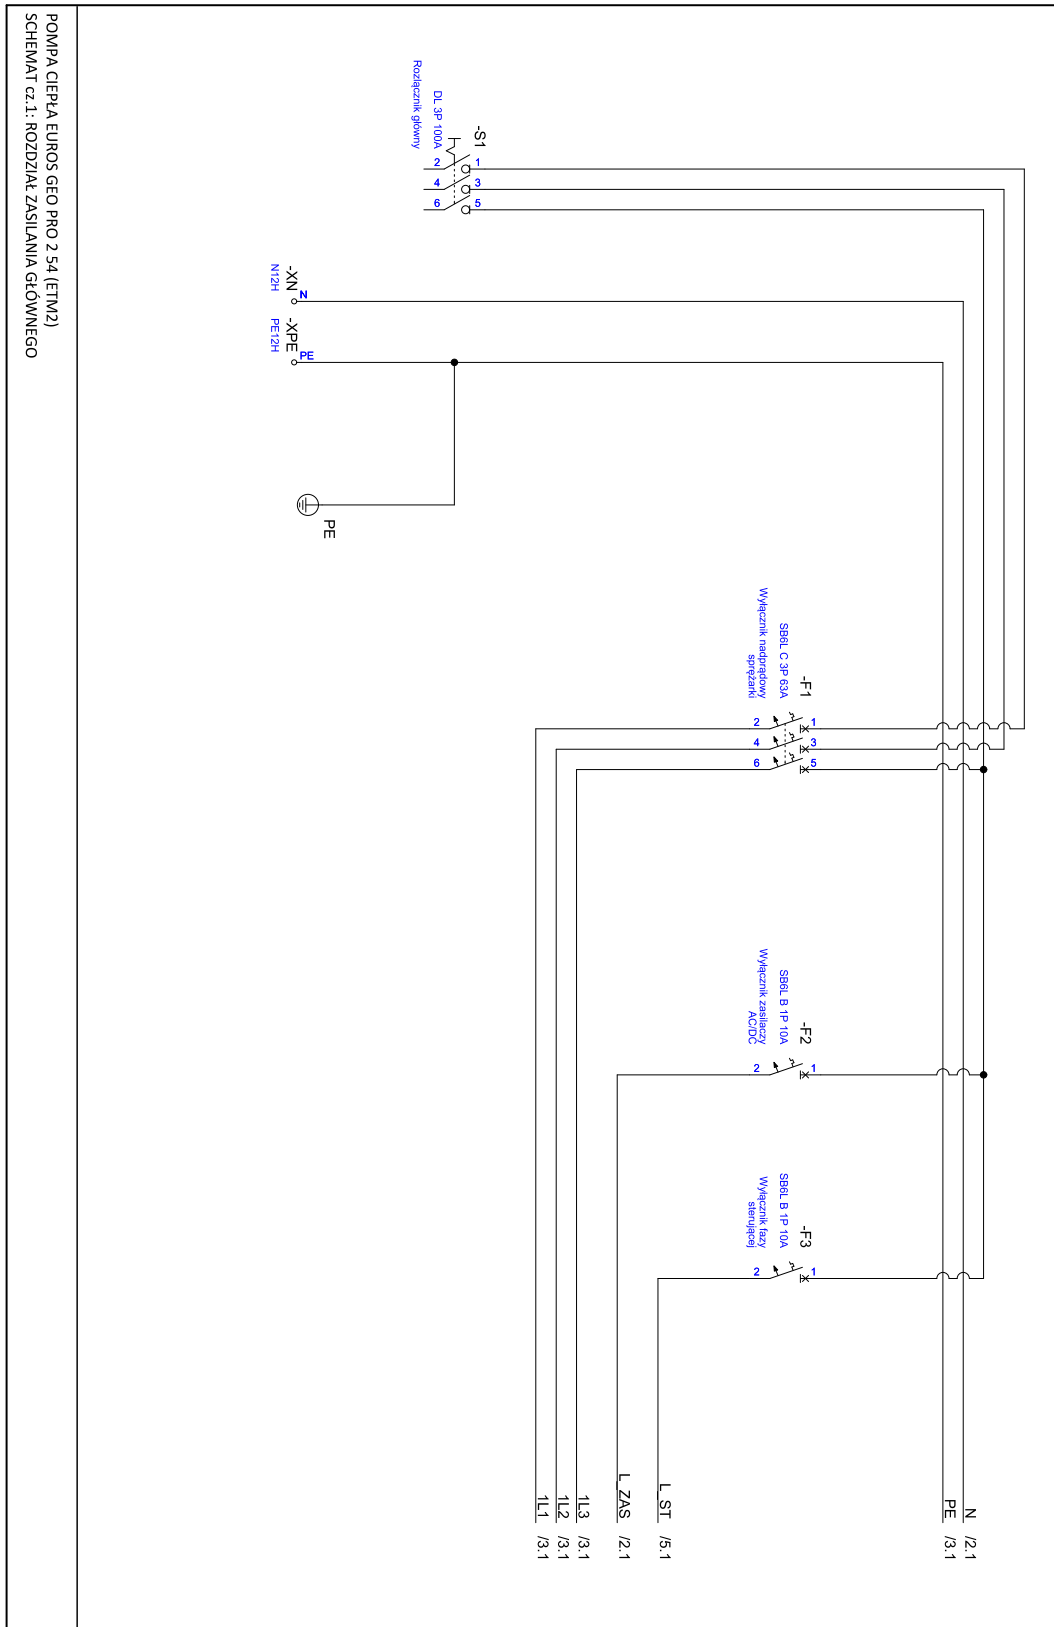 -S1
DL 3P 100A
Rozłącznik główny
1
3
5
2
4
6
-XN
N12H
N
-XPE
PE12H
PE
PE
-F1
SB6L C 3P 63A
Wyłącznik nadprądowy
sprężarki
1
3
5
2
4
6
-F2
SB6L B 1P 10A
Wyłącznik zasilaczy
AC/DC
1
2
-F3
SB6L B 1P 10A
Wyłącznik fazy
sterującej
1
2
N /2.1
PE /3.1
L_ST /5.1
L_ZAS /2.1
1L3 /3.1
1L2 /3.1
1L1 /3.1
POMPA CIEPŁA EUROS GEO PRO 2 54 (ETM2)
SCHEMAT cz.1: ROZDZIAŁ ZASILANIA GŁÓWNEGO